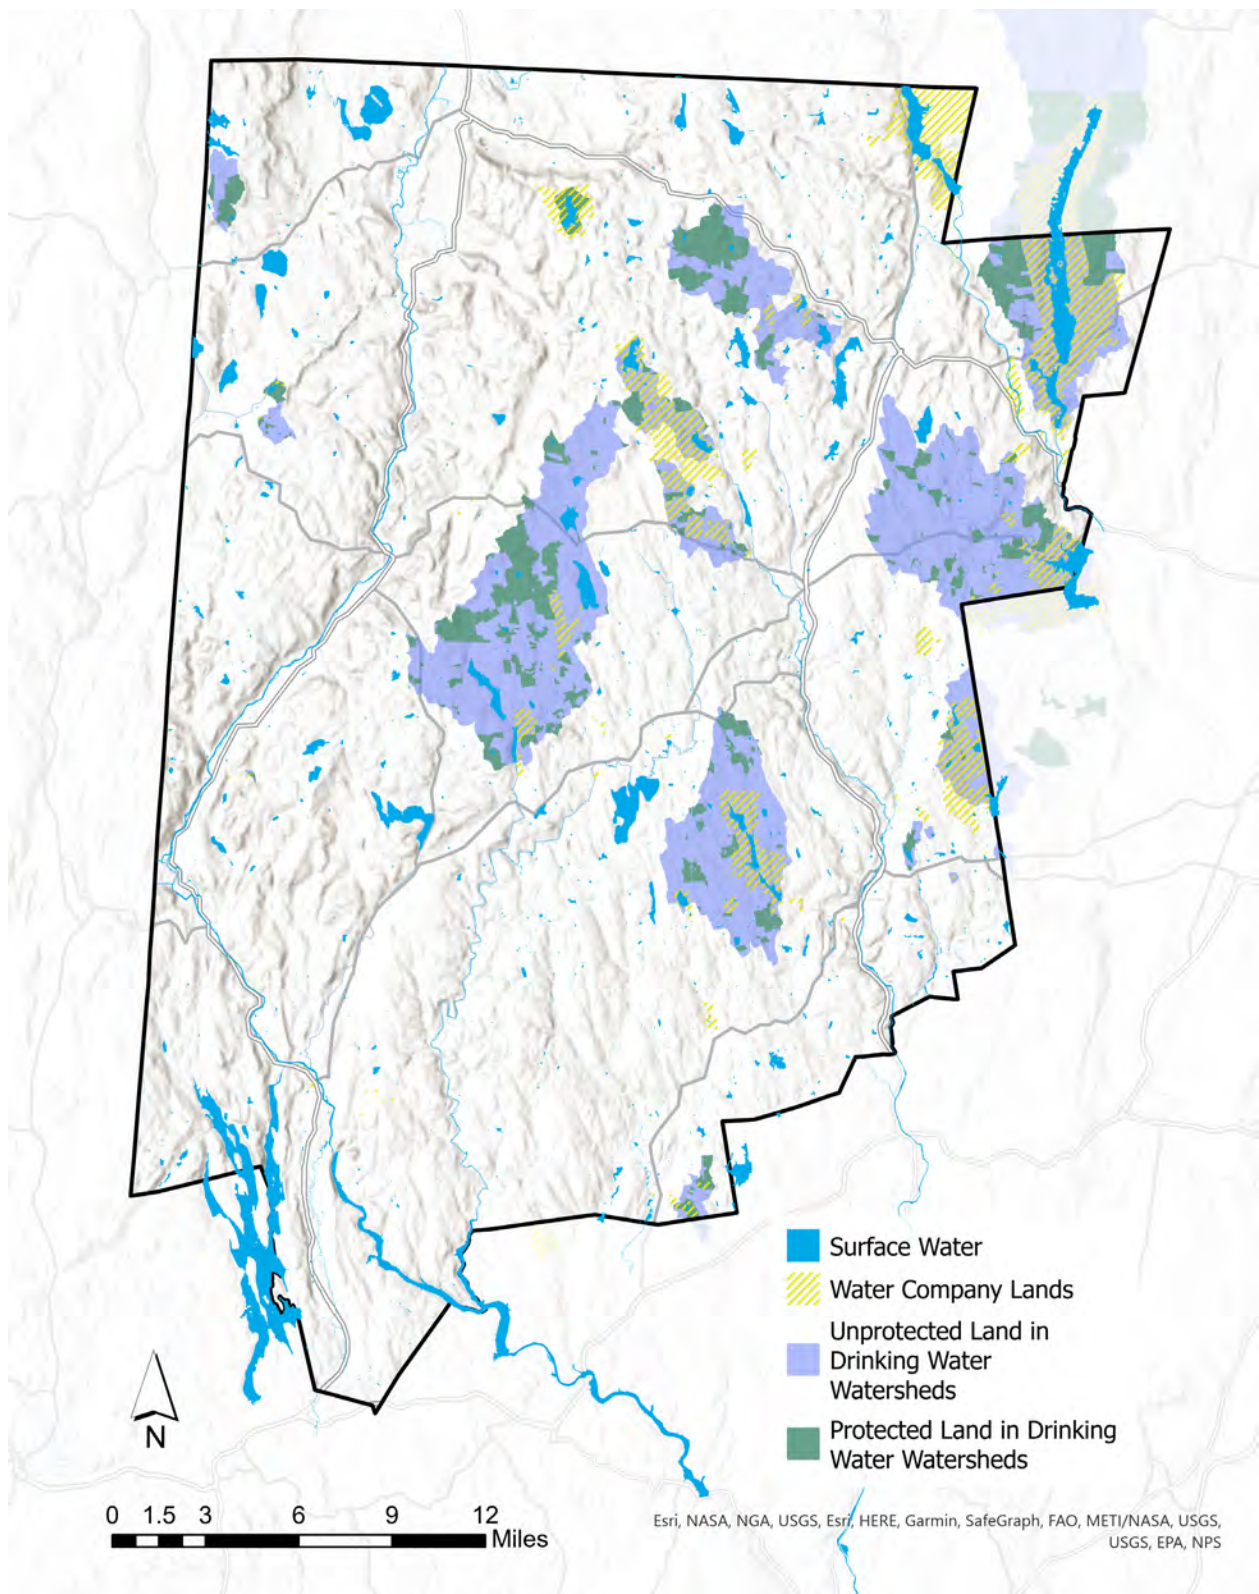 Surface Water
Water Company Lands
Unprotected Land in
Drinking Water
Watersheds
Protected Land in Drinking
Water Watersheds
N
0 1.5 3 6 9 12
Miles
Esri, NASA, NGA, USGS, Esri, HERE, Garmin, SafeGraph, FAO, METI/NASA, USGS,
USGS, EPA, NPS